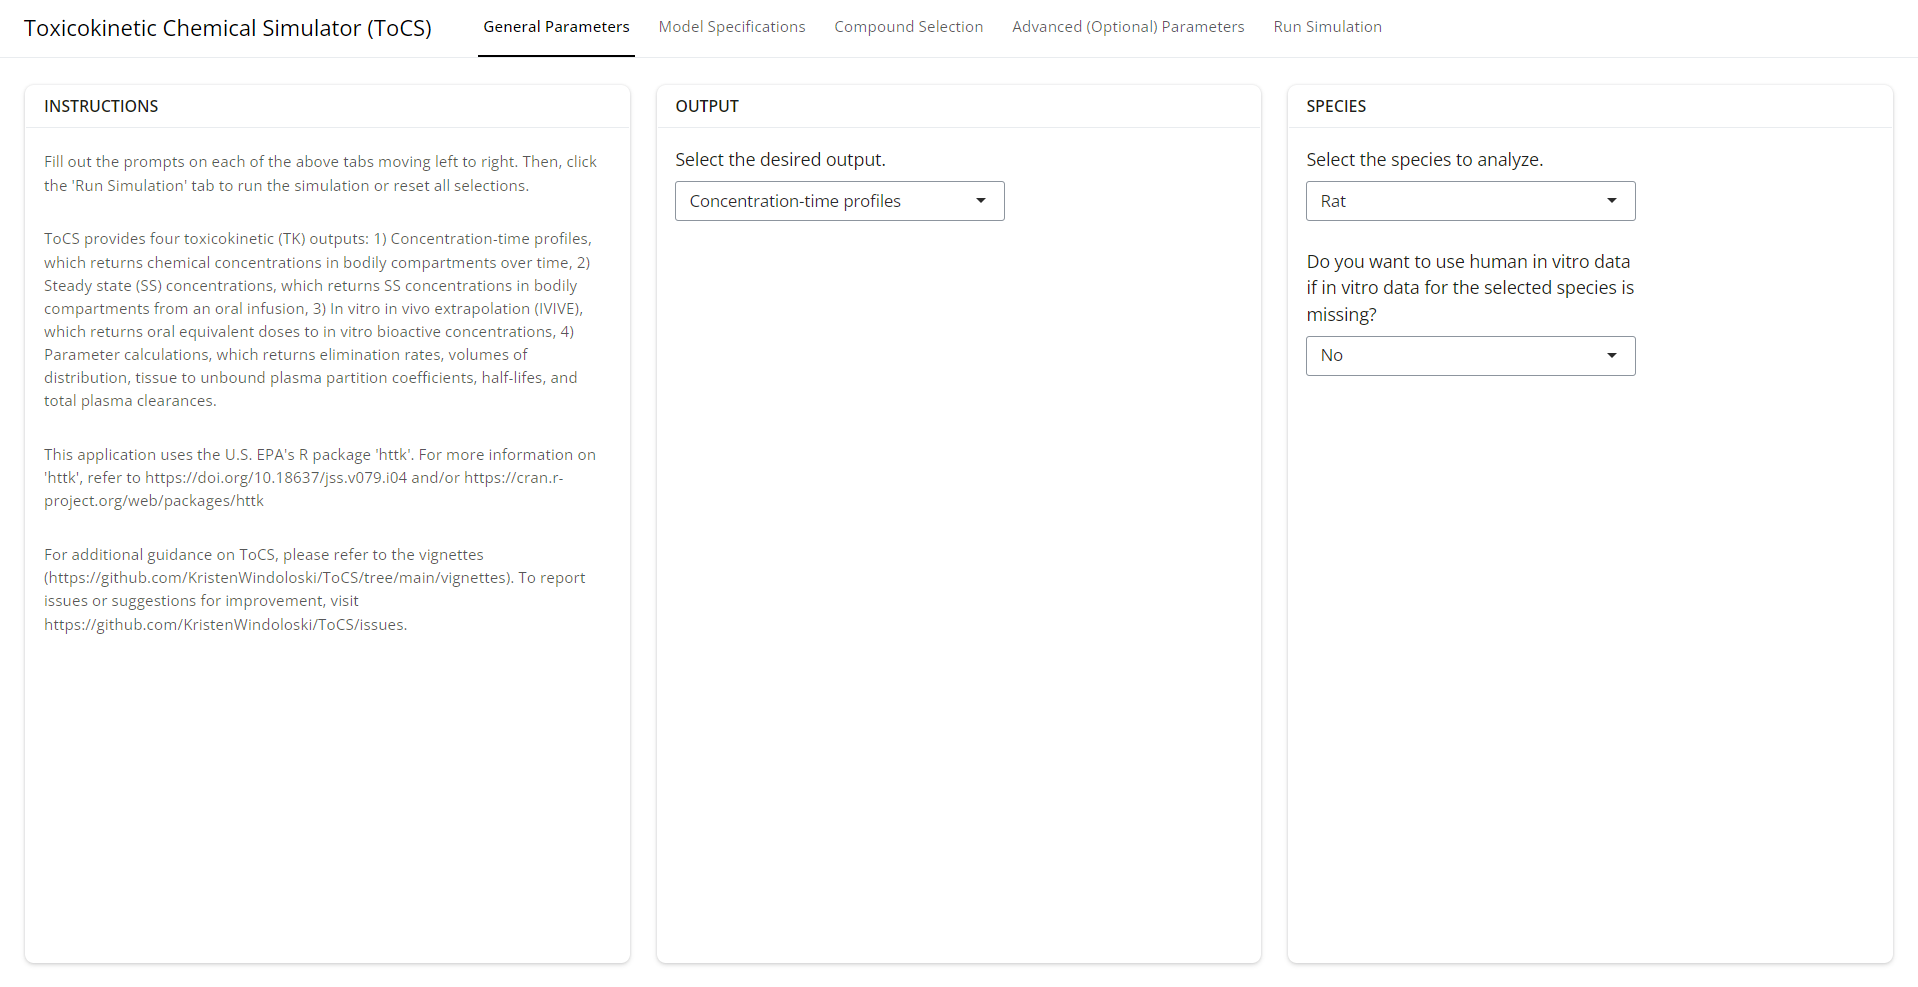 Toxicokinetic Chemical Simulator (ToCS)
General Parameters
Model Specifications
Compound Selection
Advanced (Optional) Parameters
Run Simulation
INSTRUCTIONS
Fill out the prompts on each of the above tabs moving left to right. Then, click
the 'Run Simulation' tab to run the simulation or reset all selections.
ToCS provides four toxicokinetic (TK) outputs: 1) Concentration-time profiles,
which returns chemical concentrations in bodily compartments over time, 2)
Steady state (SS) concentrations, which returns SS concentrations in bodily
compartments from an oral infusion, 3) In vitro in vivo extrapolation (IVIVE),
which returns oral equivalent doses to in vitro bioactive concentrations, 4)
Parameter calculations, which returns elimination rates, volumes of
distribution, tissue to unbound plasma partition coefficients, half-lifes, and
total plasma clearances.
This application uses the U.S. EPA's R package 'httk'. For more information on
'httk', refer to https://doi.org/10.18637/jss.v079.i04 and/or https://cran.r-
project.org/web/packages/httk
For additional guidance on ToCS, please refer to the vignettes
(https://github.com/KristenWindoloski/ToCS/tree/main/vignettes). To report
issues or suggestions for improvement, visit
https://github.com/KristenWindoloski/ToCS/issues.
OUTPUT
Select the desired output.
Concentration-time profiles
SPECIES
Select the species to analyze.
Rat
Do you want to use human in vitro data
if in vitro data for the selected species is
missing?
No